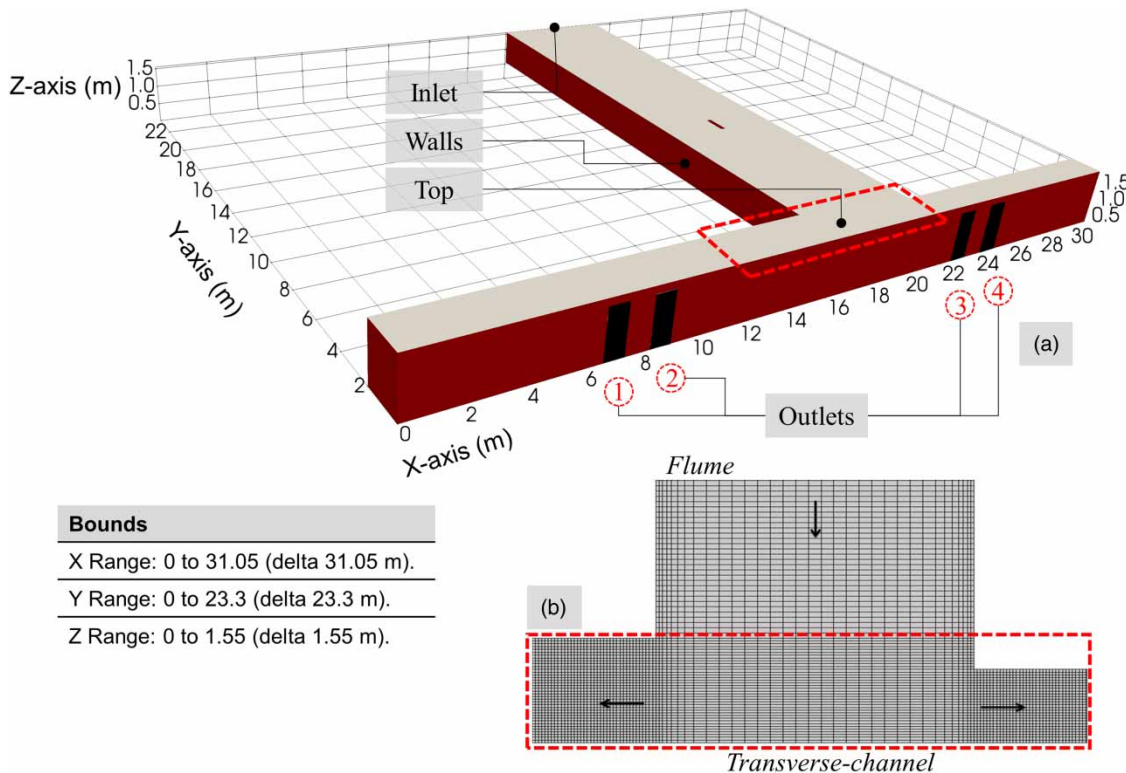 1.5
Z-axis (m) 1.0
0.5
22
20
18
16
14
12
10
8
6
4
2
Y-axis (m)
Inlet
Walls
Top
1.5
1.0
0.5
0 2 4 6 8 10 12 14 16 18 20 22 24 26 28 30
X-axis (m)
1 2 3 4
Outlets
(a)
Bounds
X Range: 0 to 31.05 (delta 31.05 m).
Y Range: 0 to 23.3 (delta 23.3 m).
Z Range: 0 to 1.55 (delta 1.55 m).
Flume
(b)
Transverse-channel